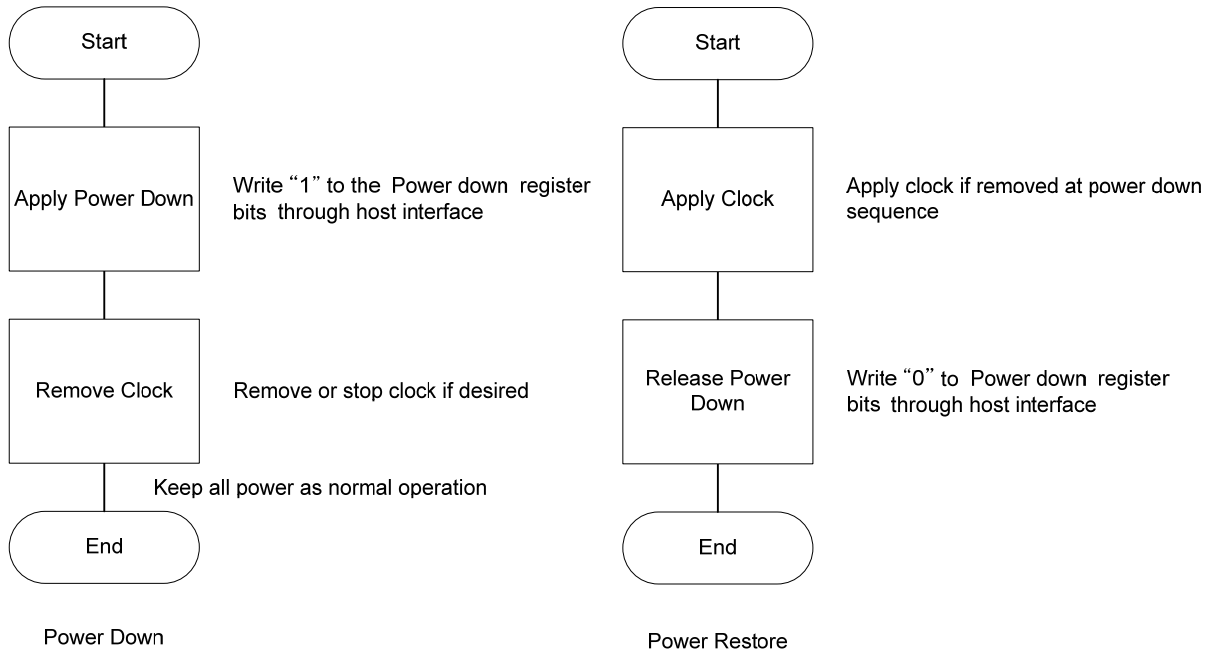 Start
Apply Power Down
Write “1” to the Power down register
bits through host interface
Remove Clock
Remove or stop clock if desired
Keep all power as normal operation
End
Power Down
Start
Apply Clock
Apply clock if removed at power down
sequence
Release Power
Down
Write “0” to Power down register
bits through host interface
End
Power Restore